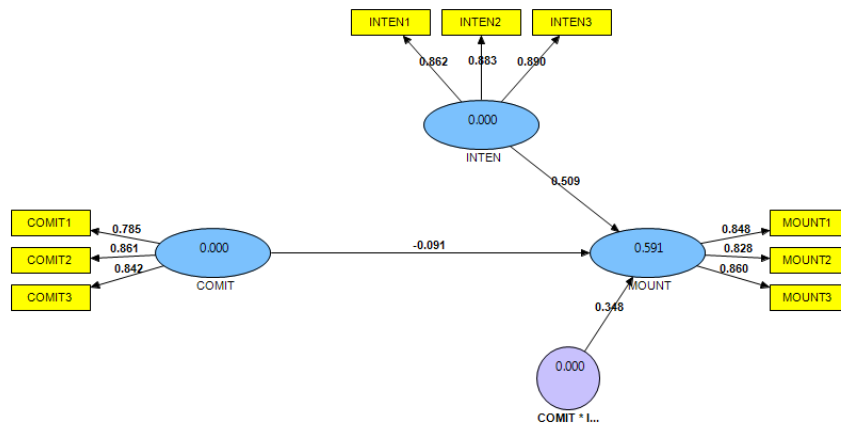 INTEN1 INTEN2 INTEN3
0.862 0.883 0.890
0.000
INTEN
0.509
COMIT1
COMIT2
COMIT3
0.785
0.861
0.842
0.000
COMIT
-0.091
0.591
MOUNT
0.848
0.828
0.860
MOUNT1
MOUNT2
MOUNT3
0.348
0.000
COMIT * I...